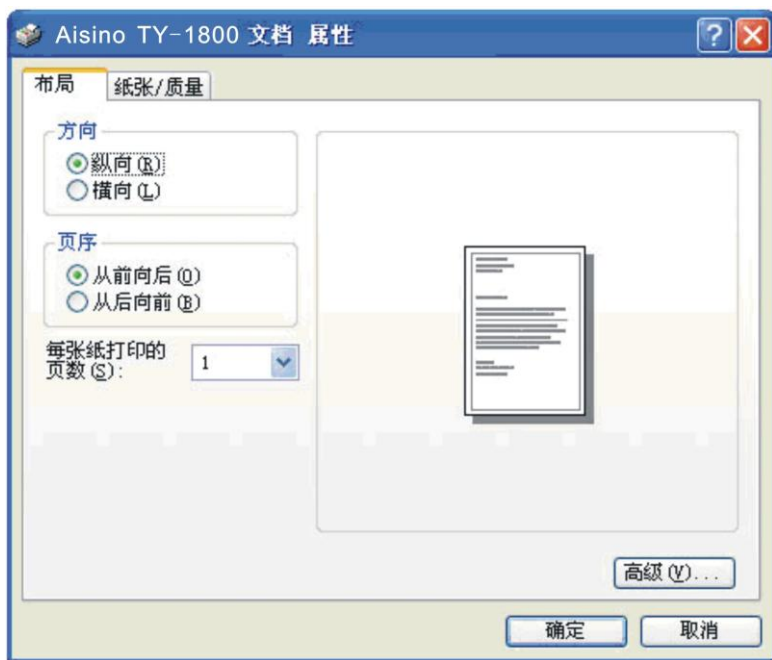 Aisino TY-1800 文档 属性
布局
纸张/质量
方向
纵向(R)
横向(L)
页序
从前向后(O)
从后向前(B)
每张纸打印的
页数(S):
1
高级(V)...
确定
取消